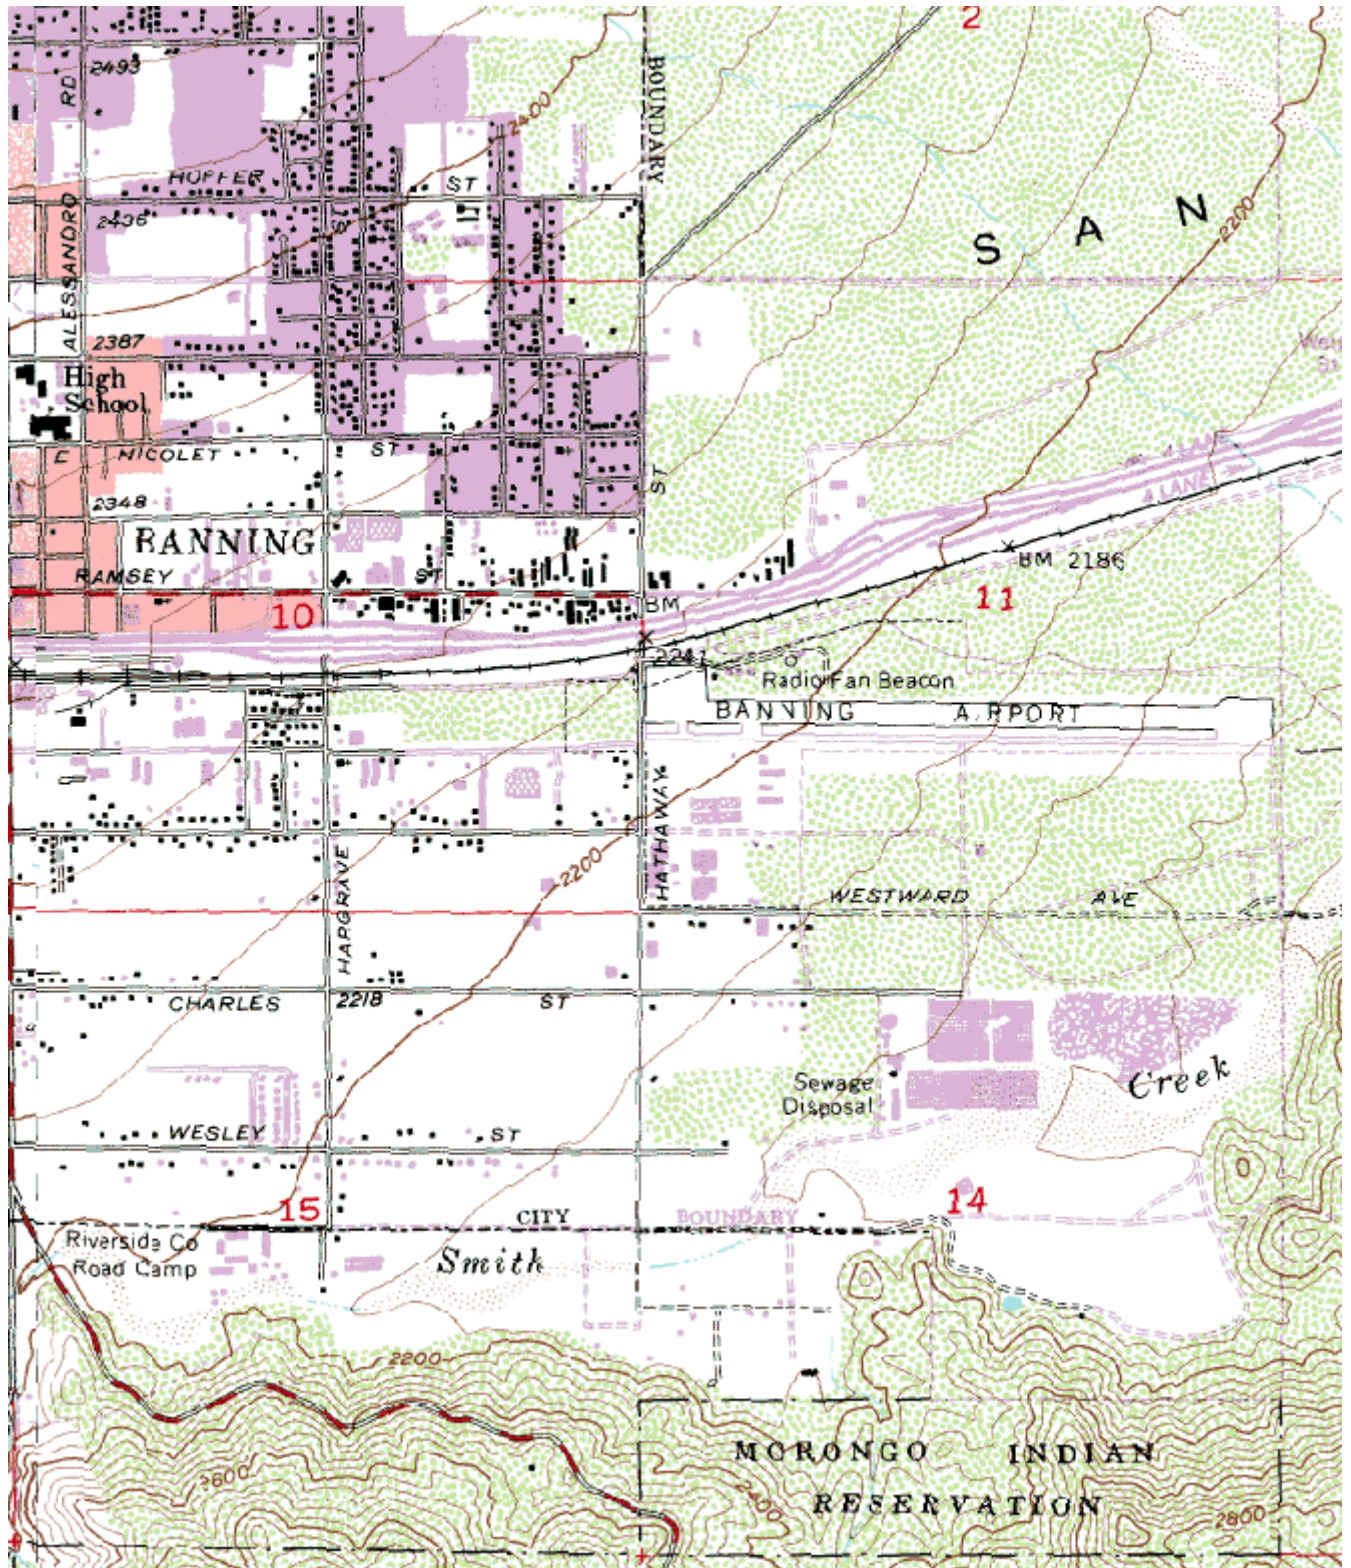 2
2493
RD
BOUNDARY
2400
HOFFER
ST
ALESSANDRO
2436
S A N
2200
2387
High
School
E NICOLET ST
ST
4 LANE
2348
BANNING
RAMSEY ST
BM 2186
10
BM
11
2241
Radio Fan Beacon
BANNING AIRPORT
HATHAWAY
HARGRAVE
2200
WESTWARD AVE
CHARLES
2218
ST
Creek
Sewage
Disposal
WESLEY ST
15
14
CITY BOUNDARY
Riverside Co
Road Camp
Smith
2200
MORONGO INDIAN
RESERVATION
2600
2400
2800